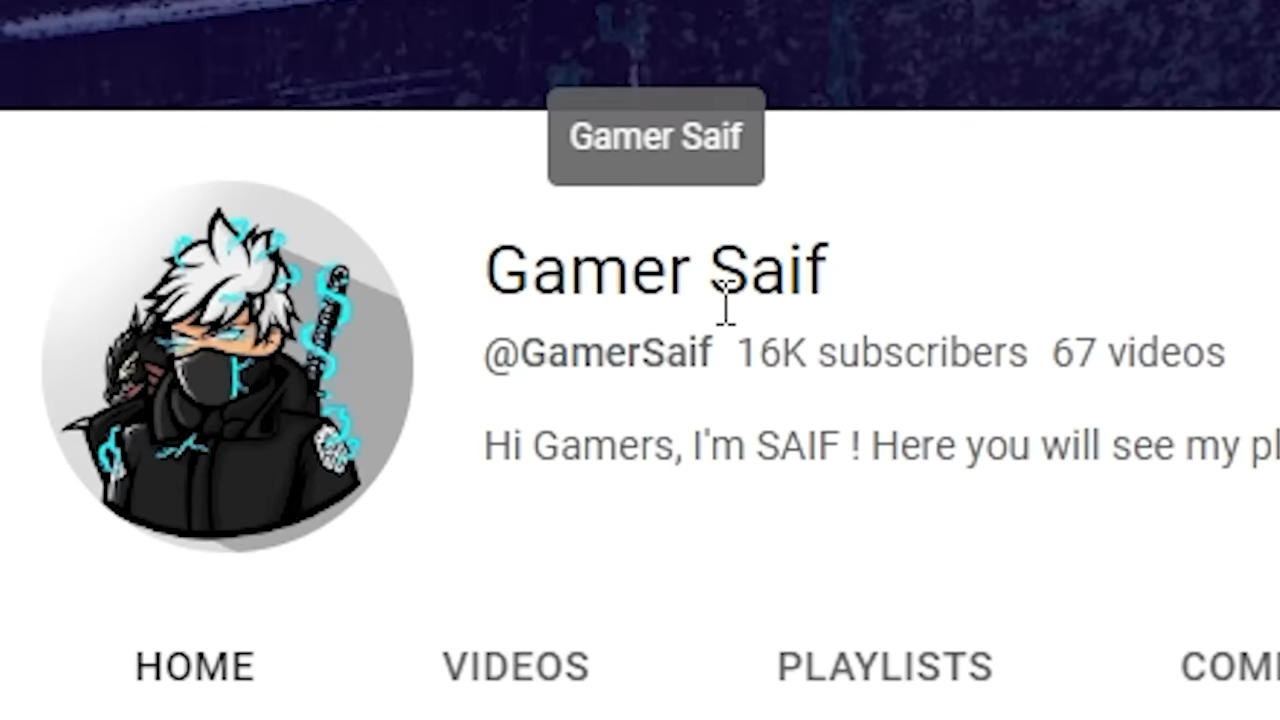 Gamer Saif
Gamer Saif
@GamerSaif 16K subscribers 67 videos
Hi Gamers, I'm SAIF ! Here you will see my
HOME VIDEOS PLAYLISTS